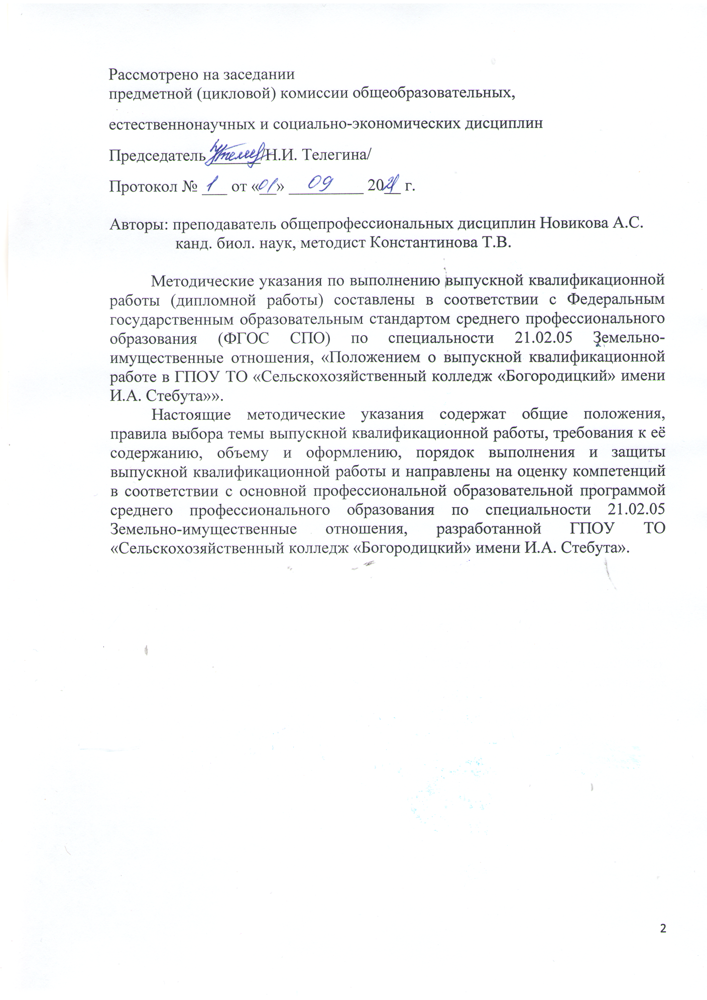 Рассмотрено на заседании
предметной (цикловой) комиссии общеобразовательных,
естественнонаучных и социально-экономических дисциплин
Председатель ______/Н.И. Телегина/
Протокол № 1 от «01» 09 2021 г.
Авторы: преподаватель общепрофессиональных дисциплин Новикова А.С.
канд. биол. наук, методист Константинова Т.В.
Методические указания по выполнению выпускной квалификационной
работы (дипломной работы) составлены в соответствии с Федеральным
государственным образовательным стандартом среднего профессионального
образования (ФГОС СПО) по специальности 21.02.05 Земельно-
имущественные отношения, «Положением о выпускной квалификационной
работе в ГПОУ ТО «Сельскохозяйственный колледж «Богородицкий» имени
И.А. Стебута»».
Настоящие методические указания содержат общие положения,
правила выбора темы выпускной квалификационной работы, требования к её
содержанию, объему и оформлению, порядок выполнения и защиты
выпускной квалификационной работы и направлены на оценку компетенций
в соответствии с основной профессиональной образовательной программой
среднего профессионального образования по специальности 21.02.05
Земельно-имущественные отношения, разработанной ГПОУ ТО
«Сельскохозяйственный колледж «Богородицкий» имени И.А. Стебута».
2